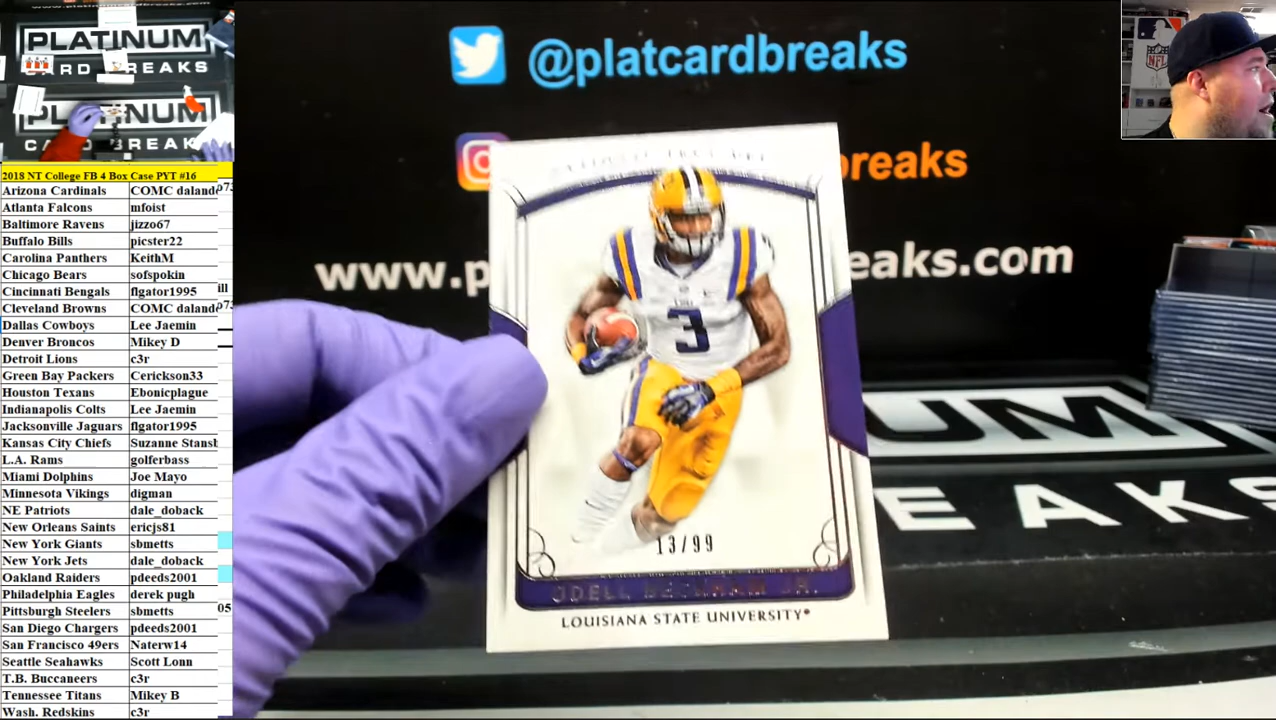 PLATINUM
CARD BREAKS
PLATINUM
@platcardbreaks
breaks
www.p
eaks.com
UM
EAKS
NFL
13/99
ODELL BECKHAM JR.
LOUISIANA STATE UNIVERSITY
3
2018 NT College FB 4 Box Case PYT #16
Arizona Cardinals COMC daland
Atlanta Falcons mfoist
Baltimore Ravens jizzo67
Buffalo Bills picster22
Carolina Panthers KeithM
Chicago Bears sofspokin
Cincinnati Bengals flgator1995 ill
Cleveland Browns COMC daland
Dallas Cowboys Lee Jaemin
Denver Broncos Mikey D
Detroit Lions c3r
Green Bay Packers Cerickson33
Houston Texans Ebonicplague
Indianapolis Colts Lee Jaemin
Jacksonville Jaguars flgator1995
Kansas City Chiefs Suzanne Stansb
L.A. Rams golferbass
Miami Dolphins Joe Mayo
Minnesota Vikings digman
NE Patriots dale_doback
New Orleans Saints ericjs81
New York Giants sbmetts
New York Jets dale_doback
Oakland Raiders pdeeds2001
Philadelphia Eagles derek pugh
Pittsburgh Steelers sbmetts 05
San Diego Chargers pdeeds2001
San Francisco 49ers Naterw14
Seattle Seahawks Scott Lonn
T.B. Buccaneers c3r
Tennessee Titans Mikey B
Wash. Redskins c3r